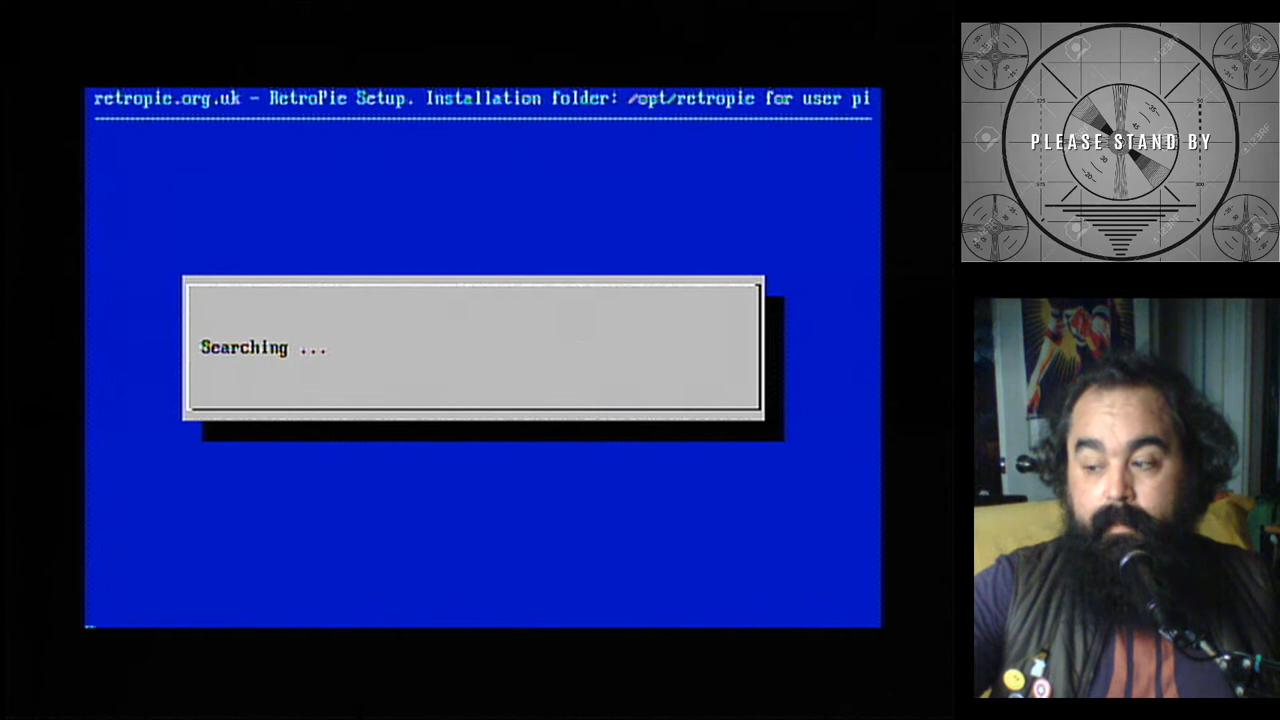 retropie.org.uk - RetroPie Setup. Installation folder: /opt/retropie for user pi
Searching ...
PLEASE STAND BY